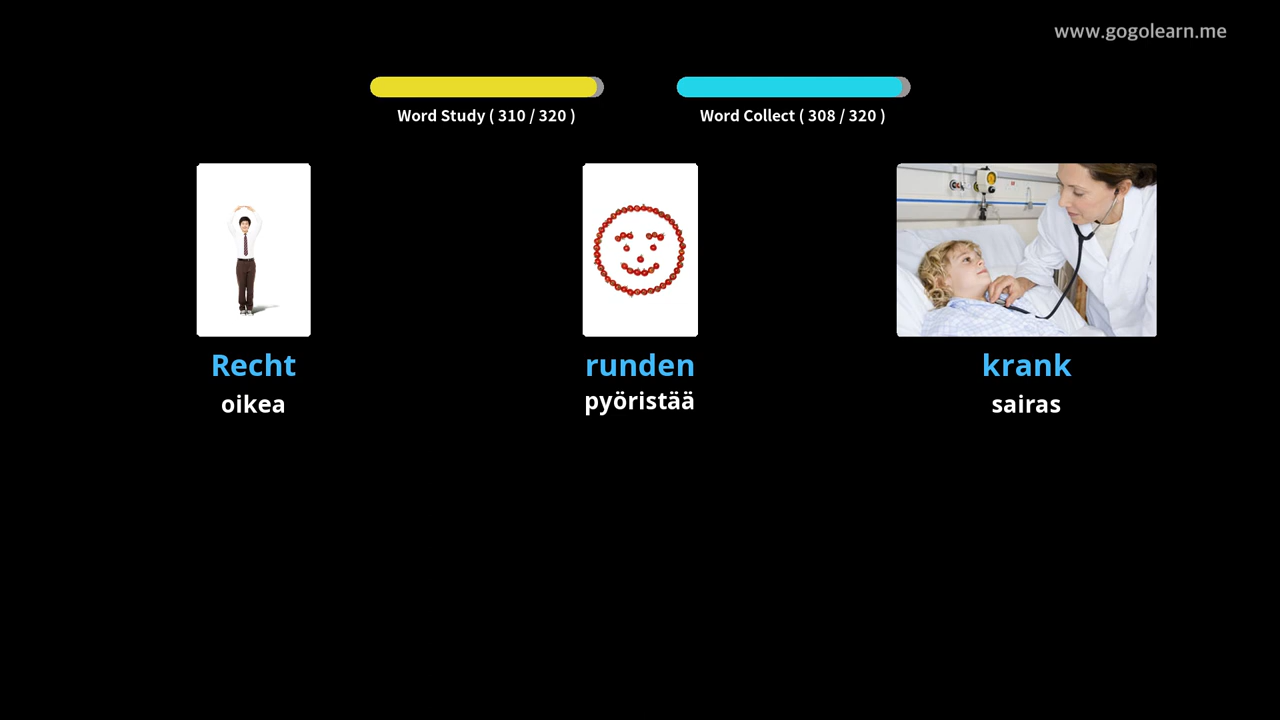 www.gogolearn.me
Word Study ( 310 / 320 )
Word Collect ( 308 / 320 )
Recht
oikea
runden
pyöristää
krank
sairas